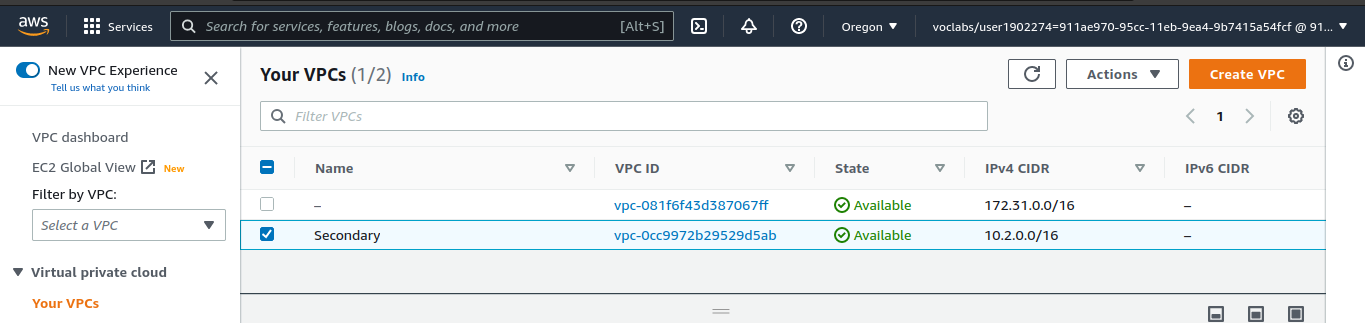 aws Services Search for services, features, blogs, docs, and more [Alt+S] Oregon ▼ voclabs/user1902274=911ae970-95cc-11eb-9ea4-9b7415a54fcf @ 91... ▼
New VPC Experience
Tell us what you think
Your VPCs (1/2) Info
Actions ▼
Create VPC
Filter VPCs
1
VPC dashboard
EC2 Global View New
Filter by VPC:
Select a VPC ▼
Name VPC ID State IPv4 CIDR IPv6 CIDR
– vpc-081f6f43d387067ff Available 172.31.0.0/16 –
Secondary vpc-0cc9972b29529d5ab Available 10.2.0.0/16 –
▼ Virtual private cloud
Your VPCs